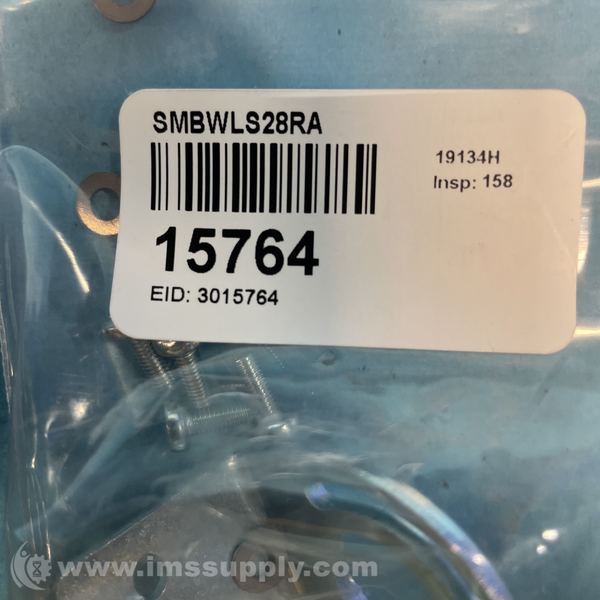 SMBWLS28RA
19134H
Insp: 158
15764
EID: 3015764
www.imssupply.com